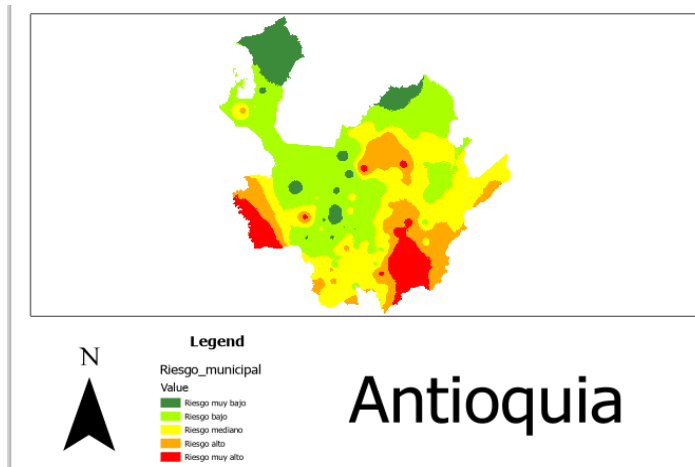 Legend
N
Riesgo_municipal
Value
Riesgo muy bajo
Riesgo bajo
Riesgo mediano
Riesgo alto
Riesgo muy alto
Antioquia